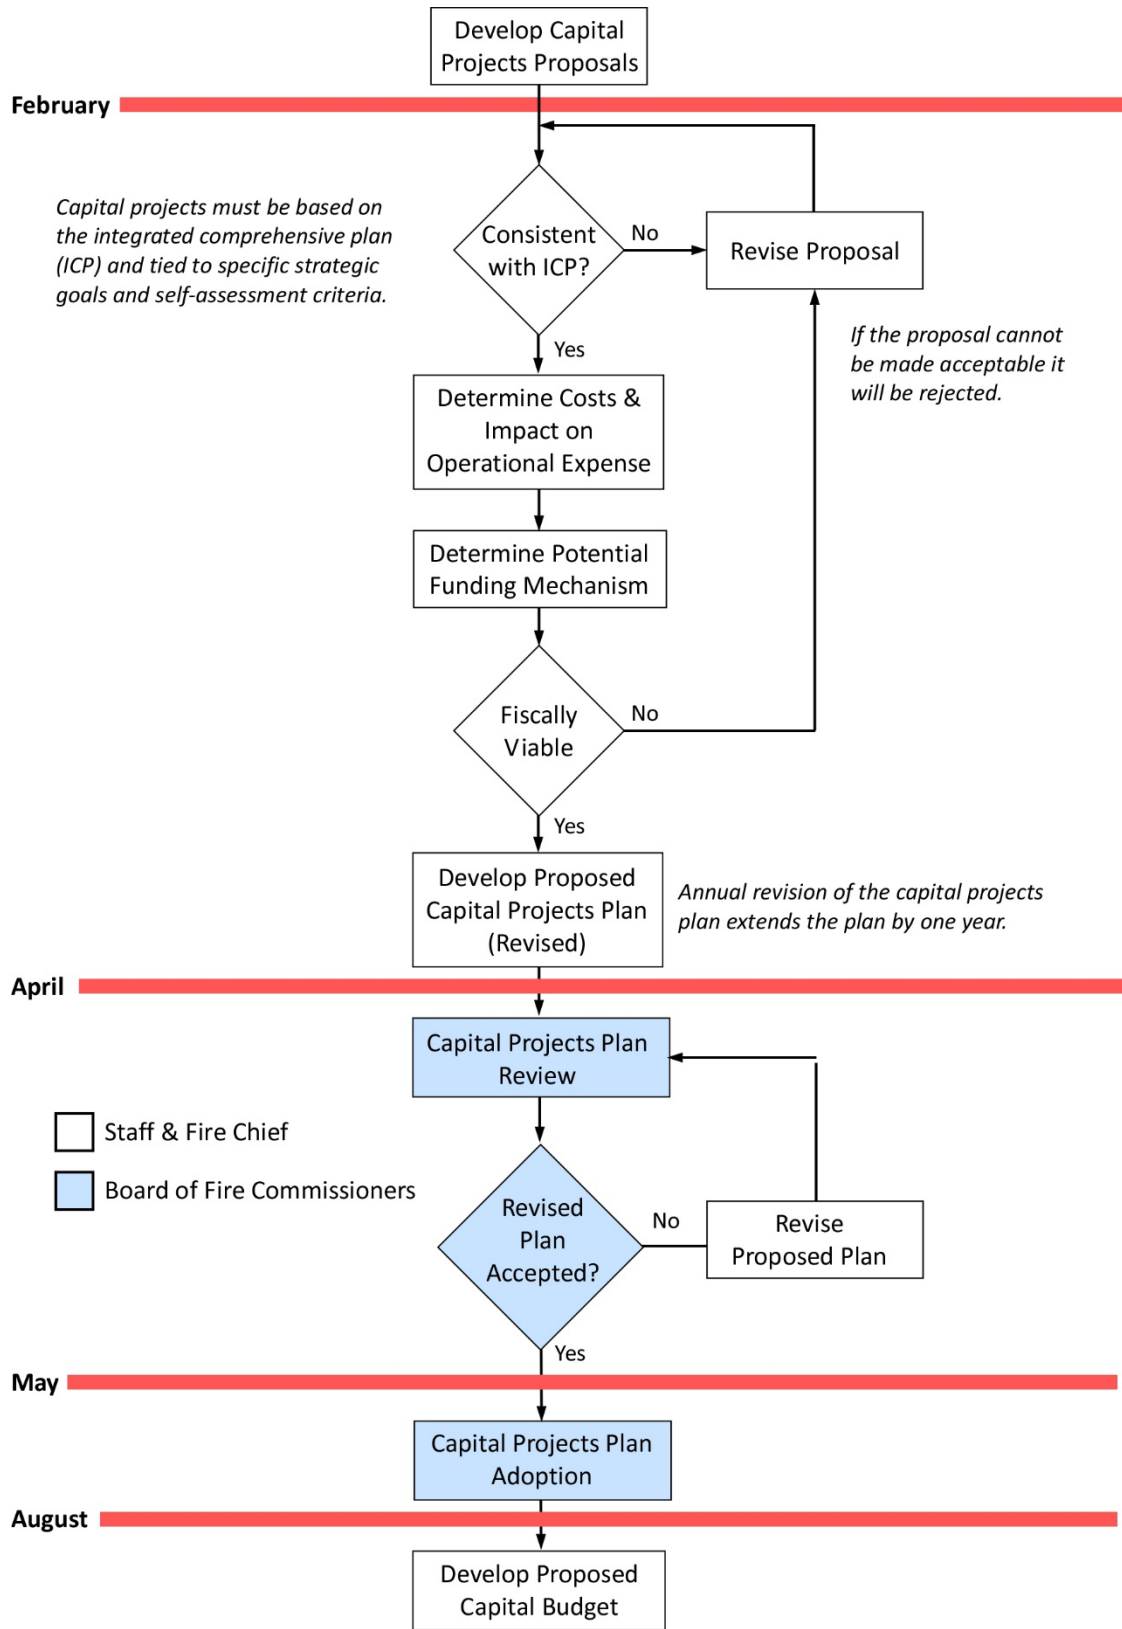 Develop Capital
Projects Proposals
February
Capital projects must be based on
the integrated comprehensive plan
(ICP) and tied to specific strategic
goals and self-assessment criteria.
Consistent
with ICP?
No
Revise Proposal
Yes
If the proposal cannot
be made acceptable it
will be rejected.
Determine Costs &
Impact on
Operational Expense
Determine Potential
Funding Mechanism
Fiscally
Viable
No
Yes
Develop Proposed
Capital Projects Plan
(Revised)
Annual revision of the capital projects
plan extends the plan by one year.
April
Capital Projects Plan
Review
Staff & Fire Chief
Board of Fire Commissioners
Revised
Plan
Accepted?
No
Revise
Proposed Plan
Yes
May
Capital Projects Plan
Adoption
August
Develop Proposed
Capital Budget